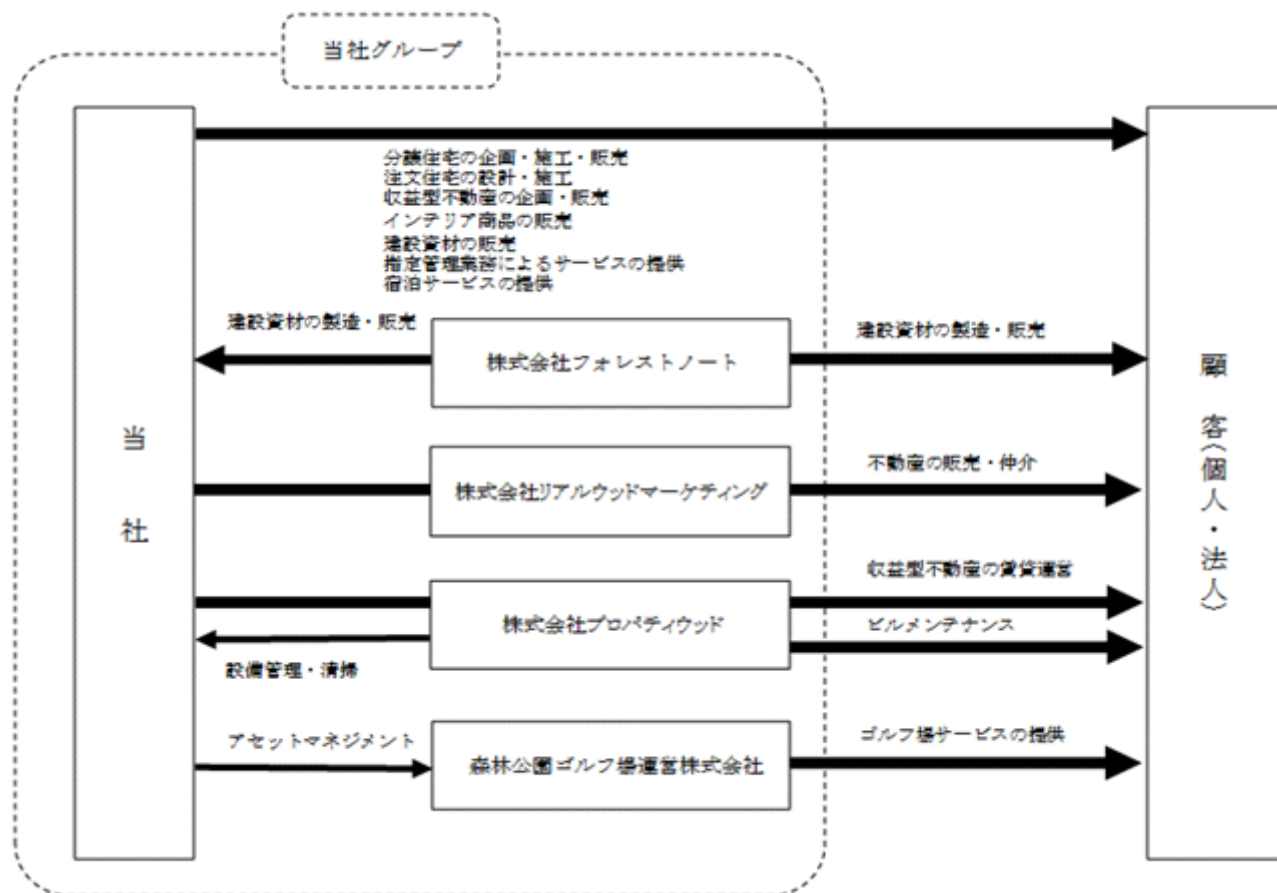 当社グループ
分譲住宅の企画・施工・販売
注文住宅の設計・施工
収益型不動産の企画・販売
インテリア商品の販売
建設資材の販売
指定管理業務によるサービスの提供
宿泊サービスの提供
建設資材の製造・販売
株式会社フォレストノート
建設資材の製造・販売
当社
顧客(個人・法人)
株式会社リアルウッドマーケティング
不動産の販売・仲介
株式会社プロパティウッド
収益型不動産の賃貸運営
ビルメンテナンス
設備管理・清掃
アセットマネジメント
森林公園ゴルフ場運営株式会社
ゴルフ場サービスの提供